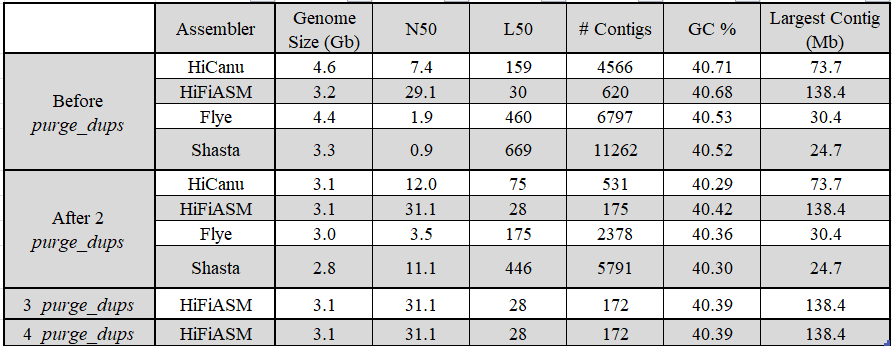 Assembler Genome Size (Gb) N50 L50 # Contigs GC % Largest Contig (Mb)
Before purge_dups
HiCanu 4.6 7.4 159 4566 40.71 73.7
HiFiASM 3.2 29.1 30 620 40.68 138.4
Flye 4.4 1.9 460 6797 40.53 30.4
Shasta 3.3 0.9 669 11262 40.52 24.7
After 2 purge_dups
HiCanu 3.1 12.0 75 531 40.29 73.7
HiFiASM 3.1 31.1 28 175 40.42 138.4
Flye 3.0 3.5 175 2378 40.36 30.4
Shasta 2.8 11.1 446 5791 40.30 24.7
3 purge_dups HiFiASM 3.1 31.1 28 172 40.39 138.4
4 purge_dups HiFiASM 3.1 31.1 28 172 40.39 138.4